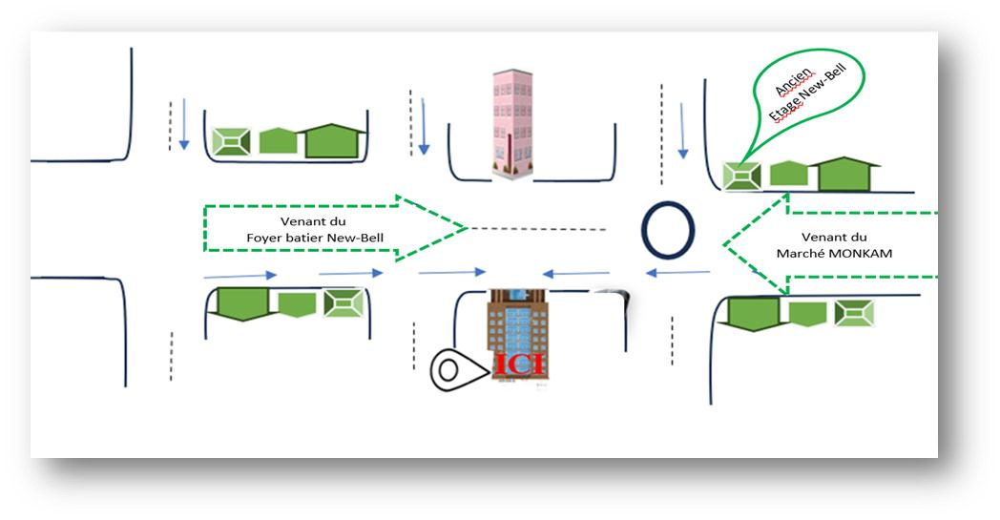 Ancien
Etage New-Bell
Venant du
Foyer batier New-Bell
Venant du
Marché MONKAM
ICI